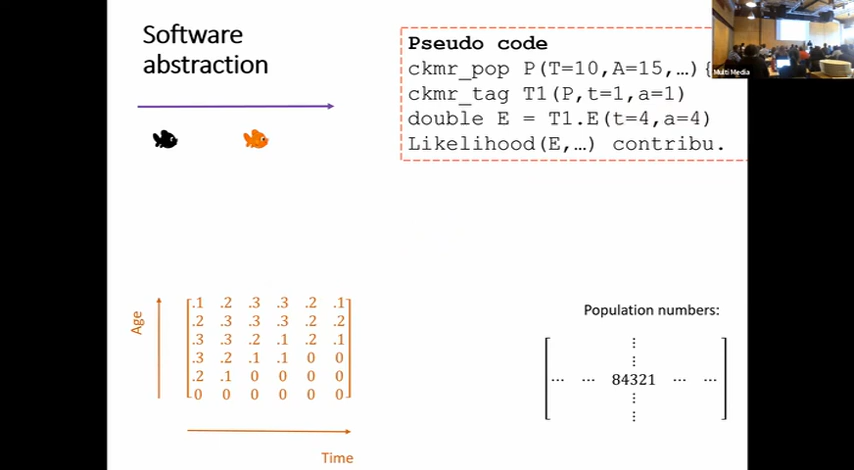 Software
abstraction
Pseudo code
ckmr_pop P(T=10,A=15,…){
ckmr_tag T1(P,t=1,a=1)
double E = T1.E(t=4,a=4)
Likelihood(E,…) contribu.
Multi Media
Age
.1 .2 .3 .3 .2 .1
.2 .3 .3 .3 .2 .2
.3 .3 .2 .1 .2 .1
.3 .2 .1 .1 0 0
.2 .1 0 0 0 0
0 0 0 0 0 0
Time
Population numbers:
⋮
⋮
… … 84321 … …
⋮
⋮